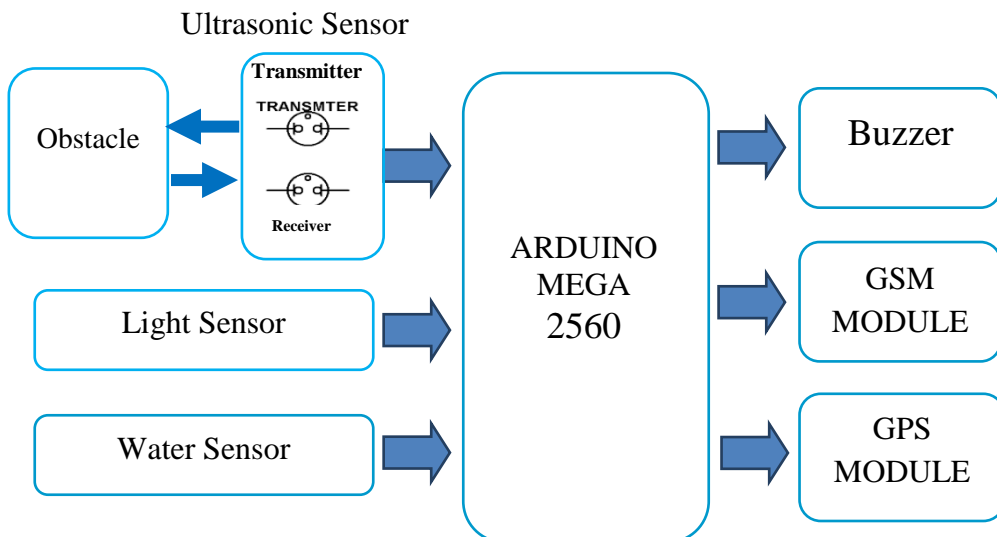 Ultrasonic Sensor
Transmitter
TRANSMTER
Obstacle
Receiver
Light Sensor
Water Sensor
ARDUINO
MEGA
2560
Buzzer
GSM
MODULE
GPS
MODULE